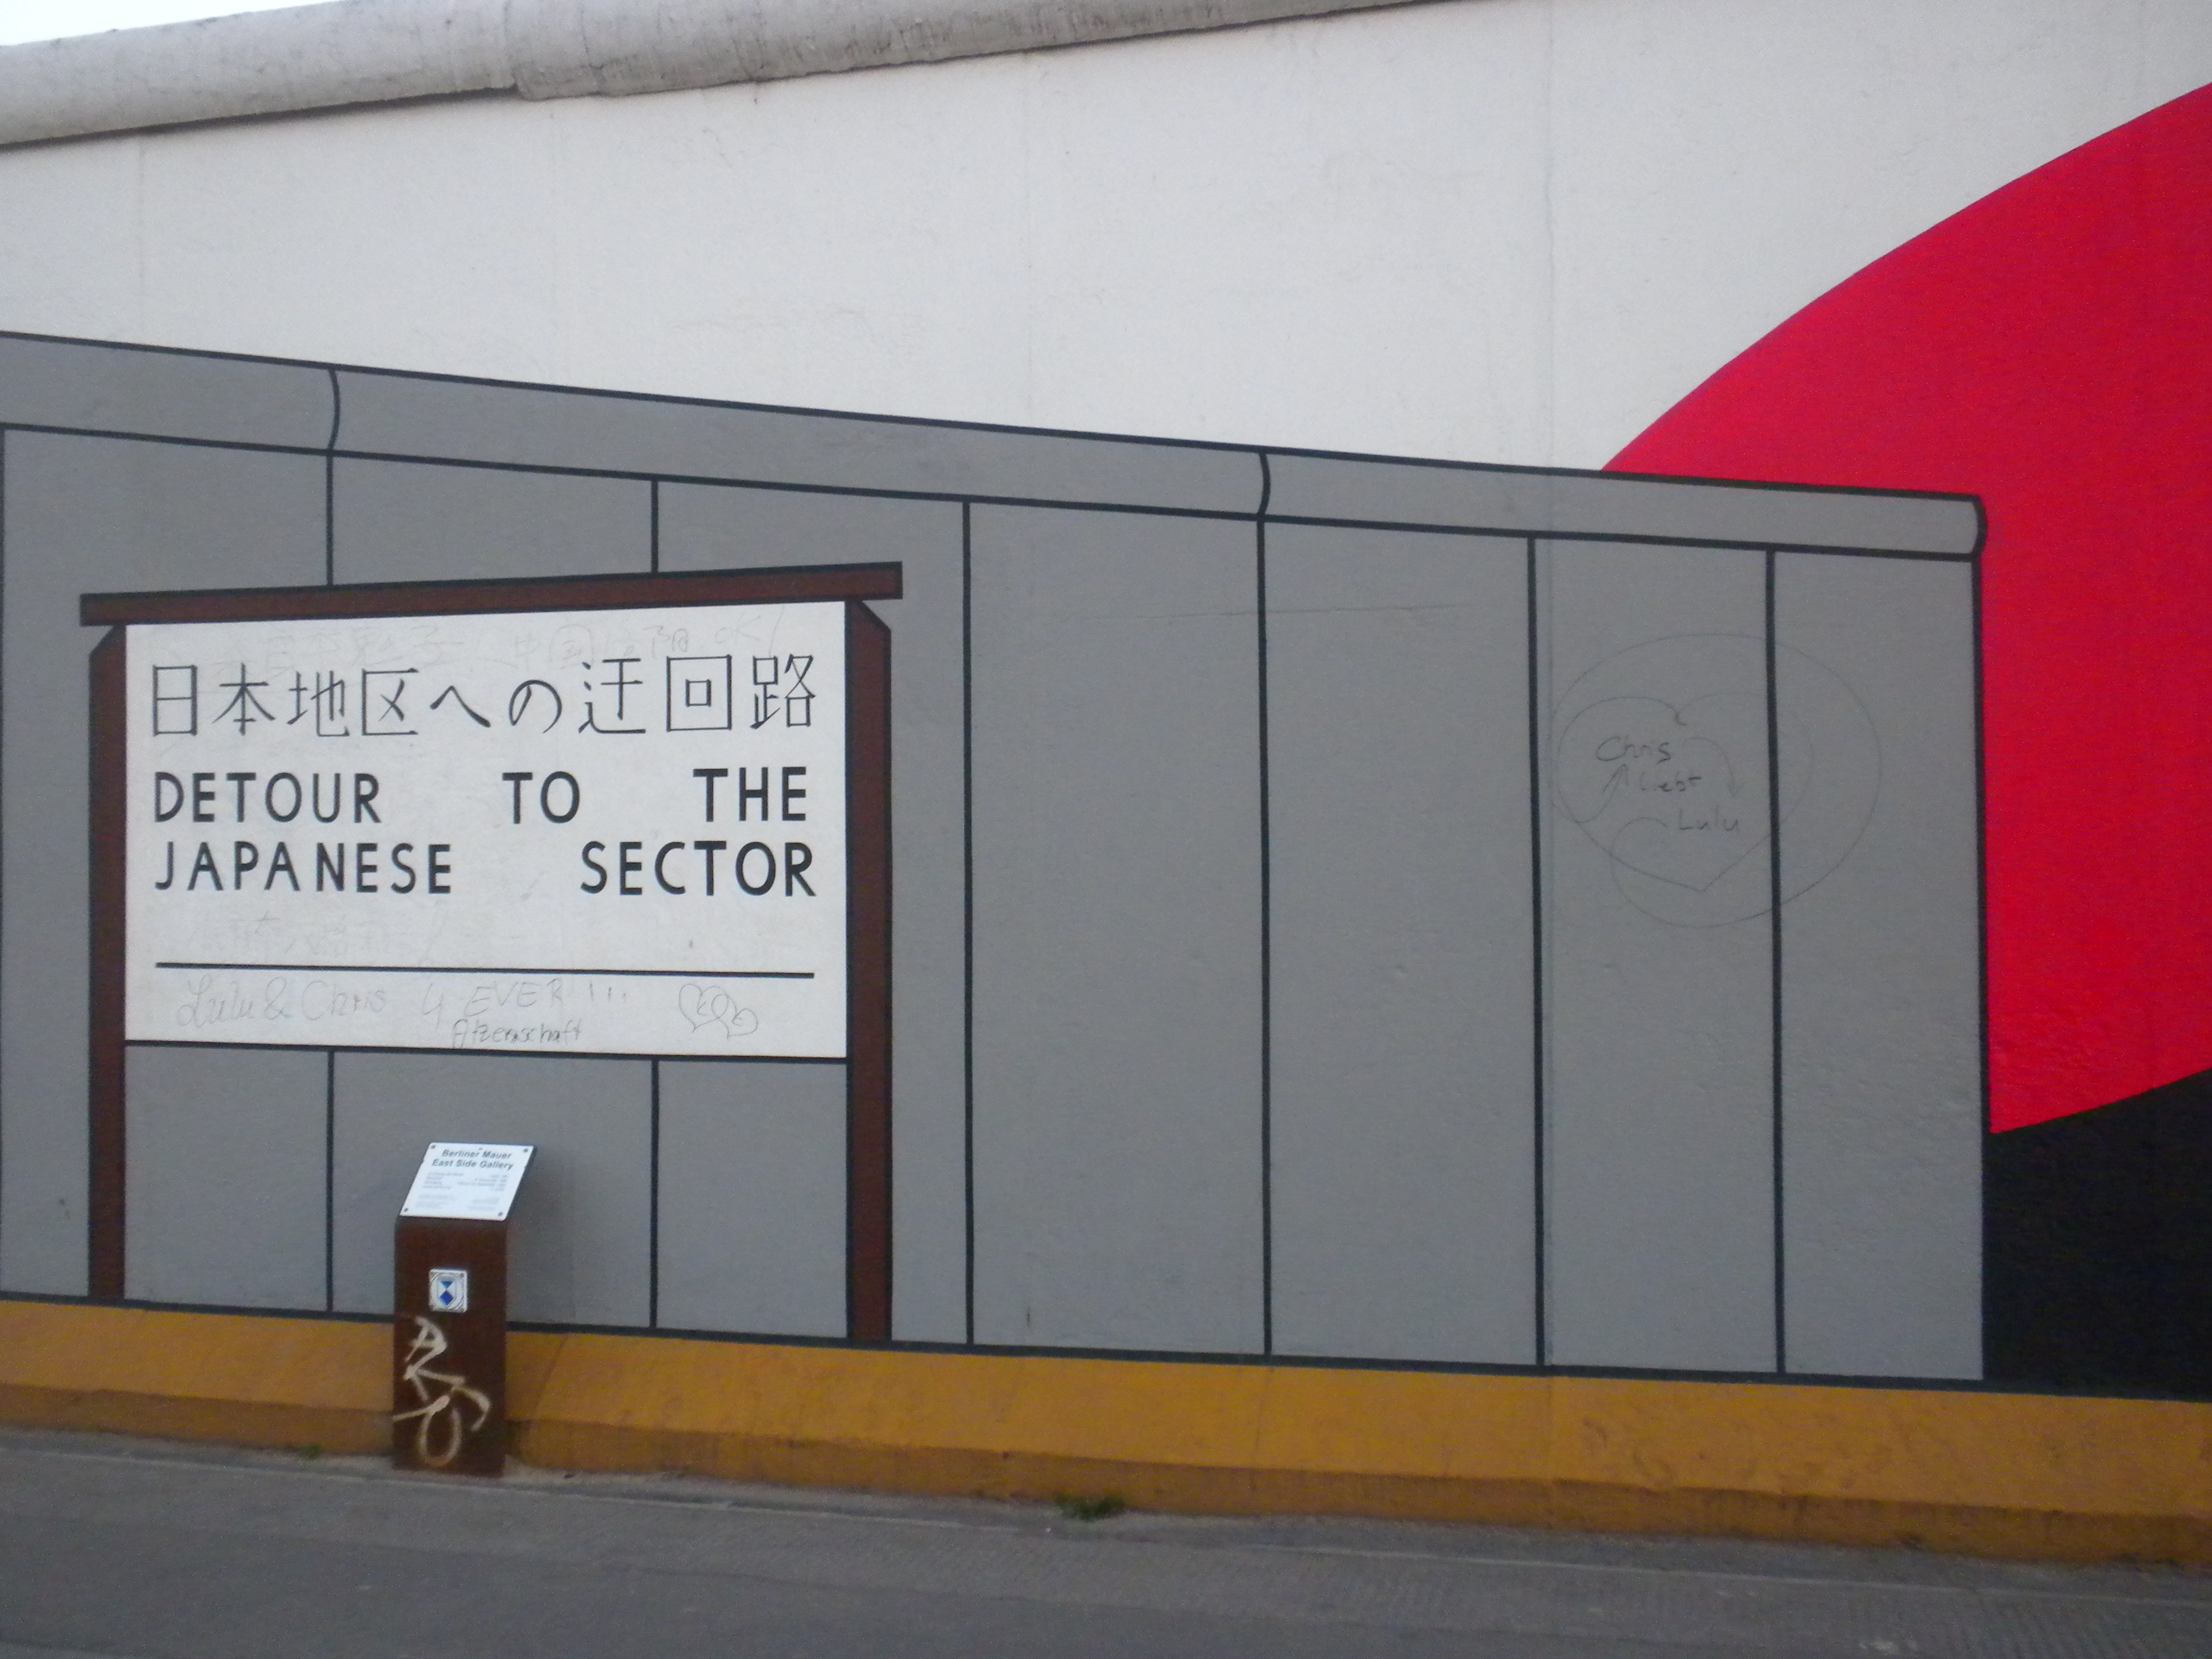 日本地区への迂回路
DETOUR TO THE
JAPANESE SECTOR
Lulu & Chris 4 EVER !!!
Atzenschaft
Chris
liebt
Lulu
Berliner Mauer
East Side Gallery